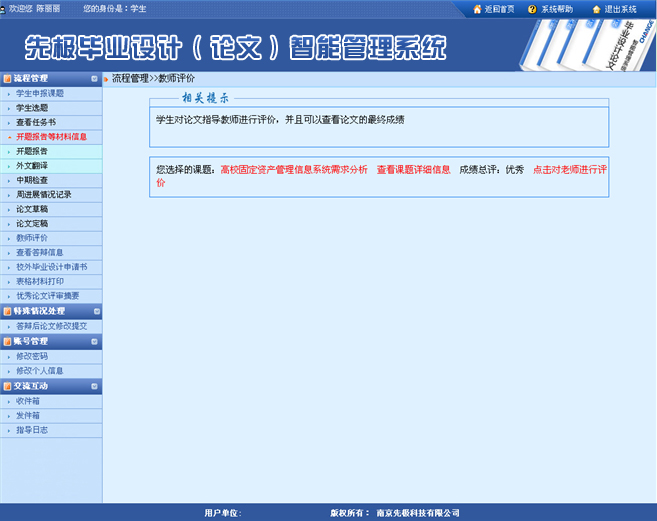 欢迎您 陈丽丽 您的身份是：学生 返回首页 系统帮助 退出系统
先极毕业设计（论文）智能管理系统
毕业设计论文
流程管理
学生申报课题
学生选题
查看任务书
开题报告等材料信息
开题报告
外文翻译
中期检查
周进展情况记录
论文草稿
论文定稿
教师评价
查看答辩信息
校外毕业设计申请书
表格材料打印
优秀论文评审摘要
特殊情况处理
答辩后论文修改提交
账号管理
修改密码
修改个人信息
交流互动
收件箱
发件箱
指导日志
流程管理>>教师评价
相关提示
学生对论文指导教师进行评价，并且可以查看论文的最终成绩
您选择的课题：高校固定资产管理信息系统需求分析 查看课题详细信息 成绩总评：优秀 点击对老师进行评
价
用户单位： 版权所有： 南京先极科技有限公司